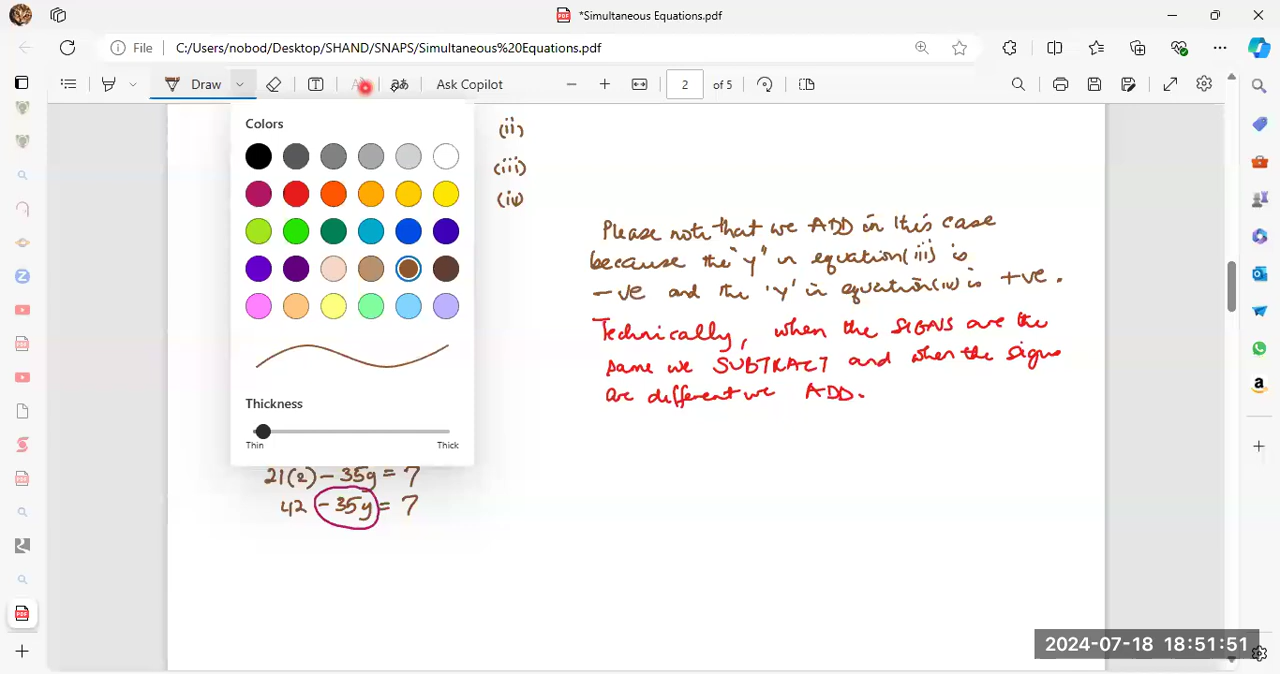 *Simultaneous Equations.pdf
File C:/Users/nobod/Desktop/SHAND/SNAPS/Simultaneous%20Equations.pdf
Draw
Ask Copilot
2 of 5
Colors
Thickness
Thin Thick
(ii)
(iii)
(iv)
Please note that we ADD in this case
because the "y" in equation(iii) is
-ve and the 'y' in equation(iv) is +ve.
Technically, when the SIGNS are the
same we SUBTRACT and when the signs
are different we ADD.
21(2) - 35y = 7
42 - 35y = 7
2024-07-18 18:51:51